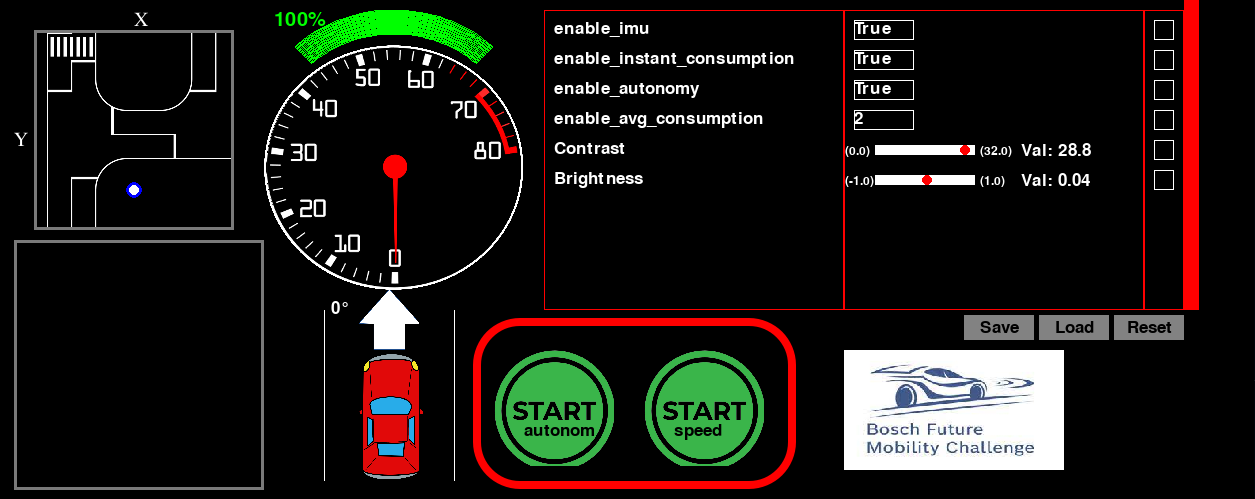 X
Y
100%
0
10
20
30
40
50
60
70
80
0°
enable_imu True
enable_instant_consumption True
enable_autonomy True
enable_avg_consumption 2
Contrast (0.0) (32.0) Val: 28.8
Brightness (-1.0) (1.0) Val: 0.04
Save Load Reset
START
autonom
START
speed
Bosch Future
Mobility Challenge